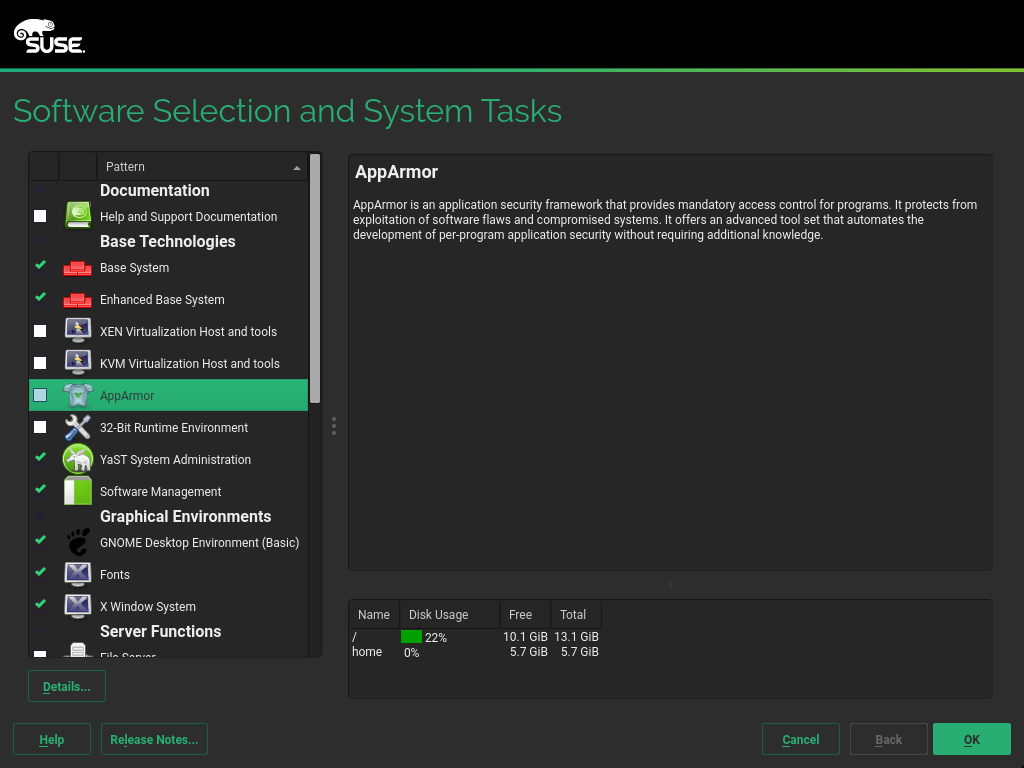 SUSE
Software Selection and System Tasks
Pattern
Documentation
Help and Support Documentation
Base Technologies
Base System
Enhanced Base System
XEN Virtualization Host and tools
KVM Virtualization Host and tools
AppArmor
32-Bit Runtime Environment
YaST System Administration
Software Management
Graphical Environments
GNOME Desktop Environment (Basic)
Fonts
X Window System
Server Functions
File Server
Details...
AppArmor
AppArmor is an application security framework that provides mandatory access control for programs. It protects from
exploitation of software flaws and compromised systems. It offers an advanced tool set that automates the
development of per-program application security without requiring additional knowledge.
Name Disk Usage Free Total
/ 22% 10.1 GiB 13.1 GiB
home 0% 5.7 GiB 5.7 GiB
Help Release Notes... Cancel Back OK